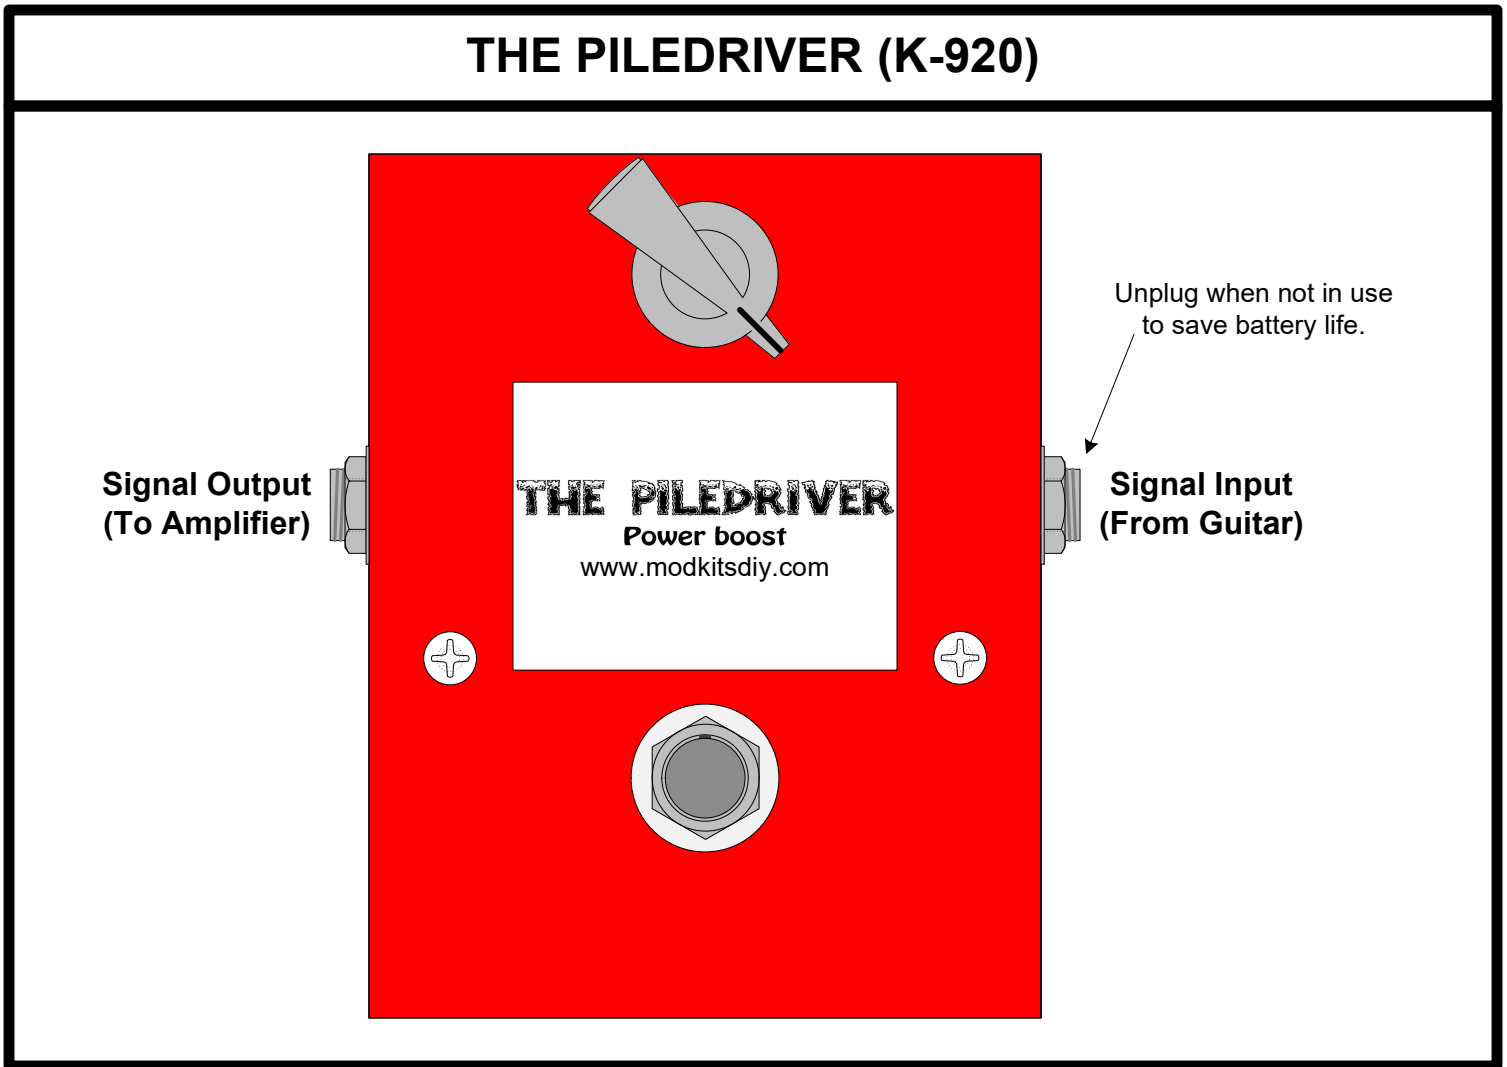 THE PILEDRIVER (K-920)
Unplug when not in use
to save battery life.
Signal Output
(To Amplifier)
THE PILEDRIVER
Power boost
www.modkitsdiy.com
Signal Input
(From Guitar)